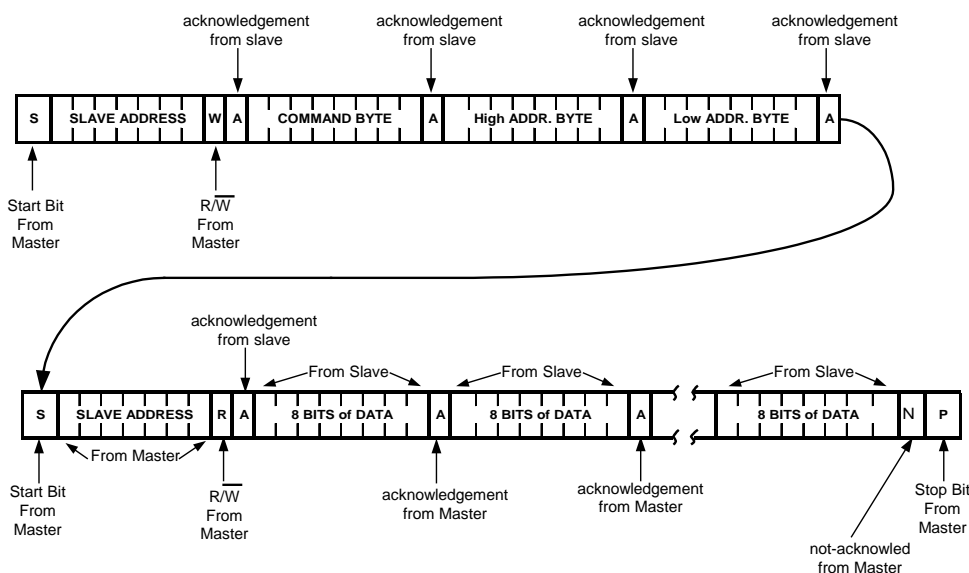 acknowledgement
from slave
acknowledgement
from slave
acknowledgement
from slave
acknowledgement
from slave
S SLAVE ADDRESS W A COMMAND BYTE A High ADDR. BYTE A Low ADDR. BYTE A
Start Bit
From
Master
R/W
From
Master
acknowledgement
from slave
From Slave
From Slave
From Slave
S SLAVE ADDRESS R A 8 BITS of DATA A 8 BITS of DATA A 8 BITS of DATA N P
From Master
Start Bit
From
Master
R/W
From
Master
acknowledgement
from Master
acknowledgement
from Master
Stop Bit
From
Master
not-acknowled
from Master